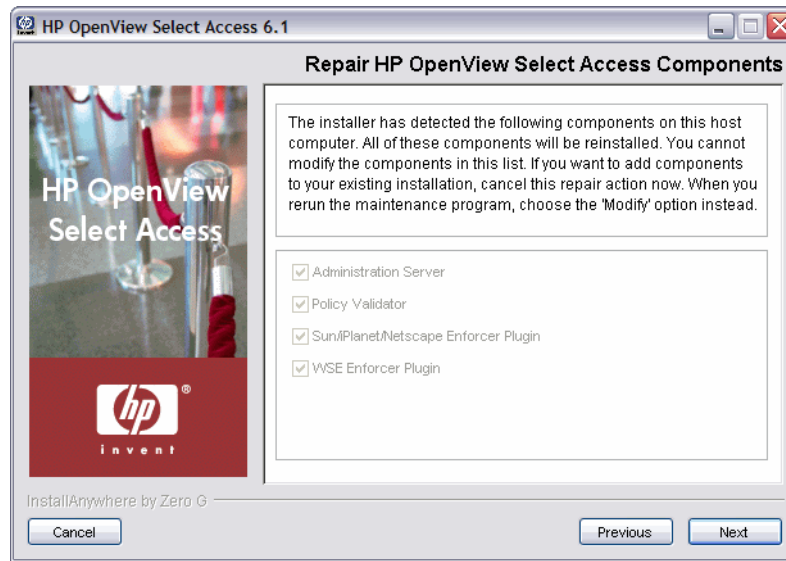 HP OpenView Select Access 6.1
Repair HP OpenView Select Access Components
HP OpenView
Select Access
The installer has detected the following components on this host
computer. All of these components will be reinstalled. You cannot
modify the components in this list. If you want to add components
to your existing installation, cancel this repair action now. When you
rerun the maintenance program, choose the 'Modify' option instead.
Administration Server
Policy Validator
Sun/iPlanet/Netscape Enforcer Plugin
WSE Enforcer Plugin
hp
®
invent
InstallAnywhere by Zero G
Cancel
Previous
Next